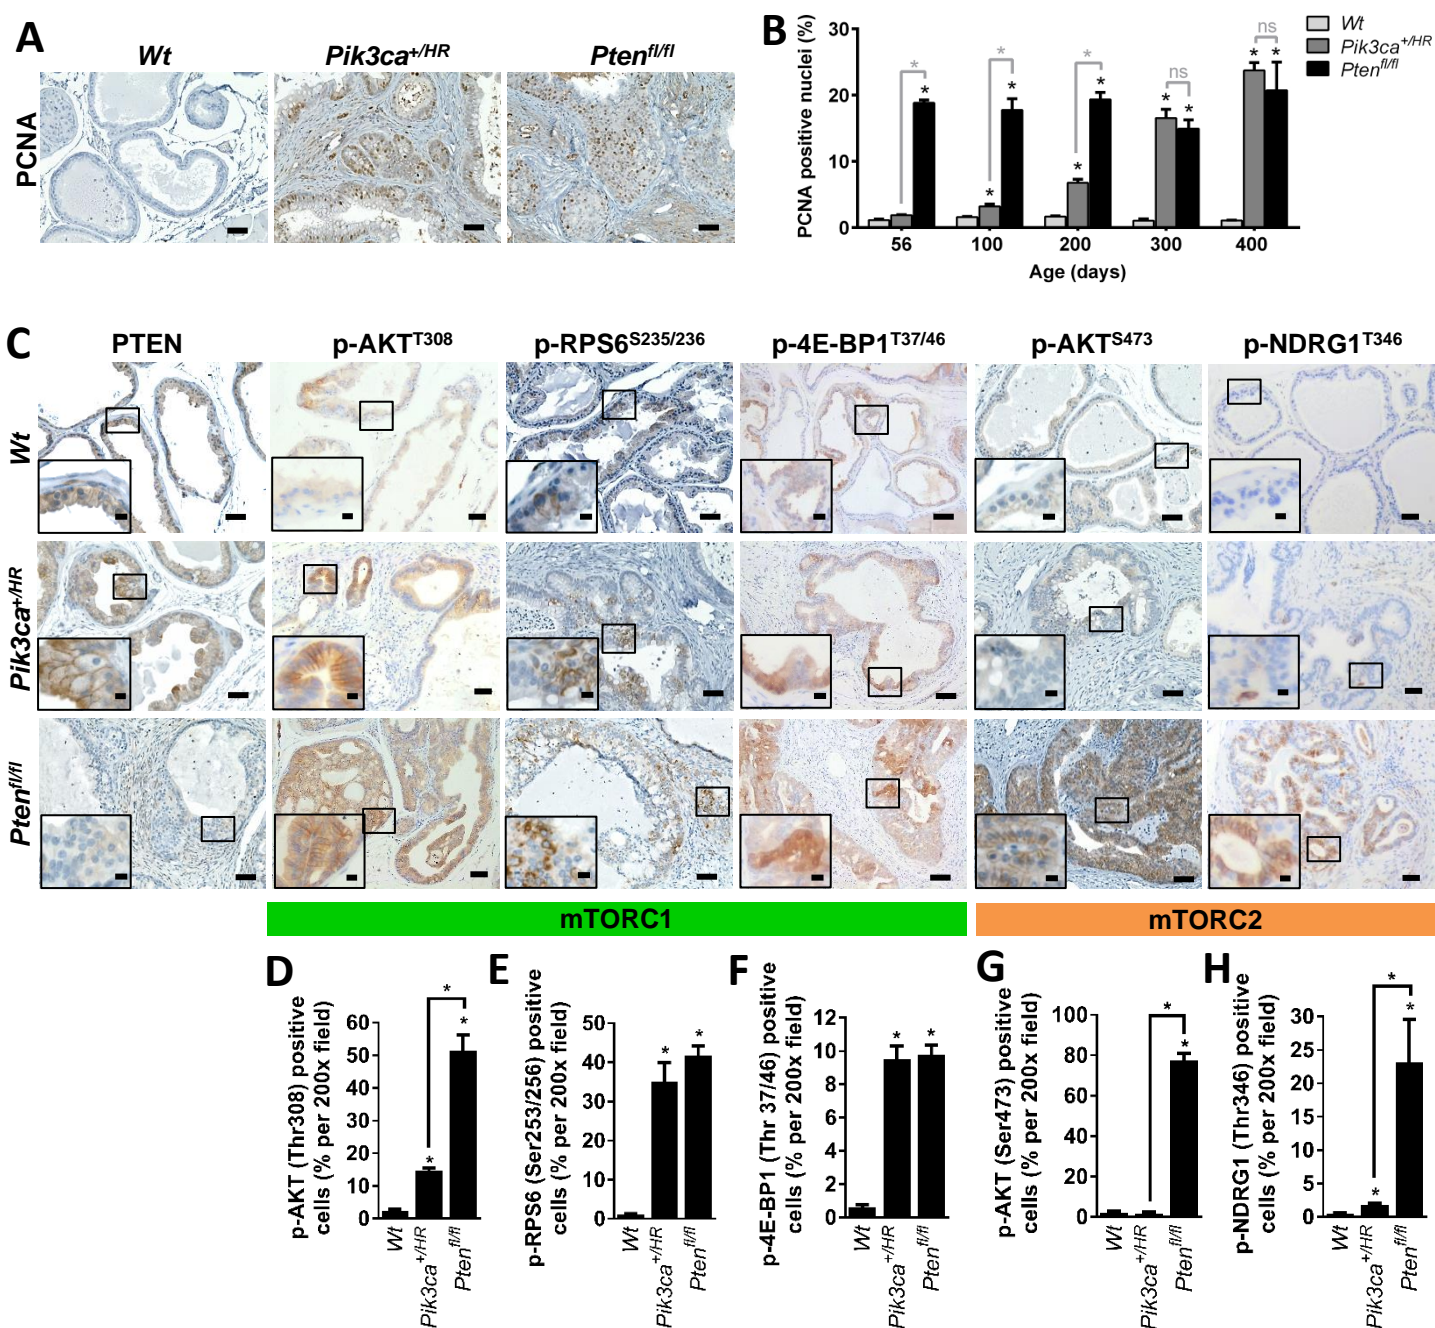 A
Wt
Pik3ca+/HR
Ptenfl/fl
PCNA
B
PCNA positive nuclei (%)
30
20
10
0
* * * ns ns
* * * * * * * * *
56 100 200 300 400
Age (days)
Wt
Pik3ca+/HR
Ptenfl/fl
C
PTEN
p-AKTT308
p-RPS6S235/236
p-4E-BP1T37/46
p-AKTS473
p-NDRG1T346
Wt
Pik3ca+/HR
Ptenfl/fl
mTORC1
mTORC2
D
p-AKT (Thr308) positive
cells (% per 200x field)
60
50
40
30
20
10
0
*
* *
Wt
Pik3ca+/HR
Ptenfl/fl
E
p-RPS6 (Ser253/256) positive
cells (% per 200x field)
50
40
30
20
10
0
* *
Wt
Pik3ca+/HR
Ptenfl/fl
F
p-4E-BP1 (Thr 37/46) positive
cells (% per 200x field)
10
8
6
4
2
0
* *
Wt
Pik3ca+/HR
Ptenfl/fl
G
p-AKT (Ser473) positive
cells (% per 200x field)
100
80
60
40
20
0
*
*
Wt
Pik3ca+/HR
Ptenfl/fl
H
p-NDRG1 (Thr346) positive
cells (% per 200x field)
30
25
20
15
10
5
0
*
* *
Wt
Pik3ca+/HR
Ptenfl/fl